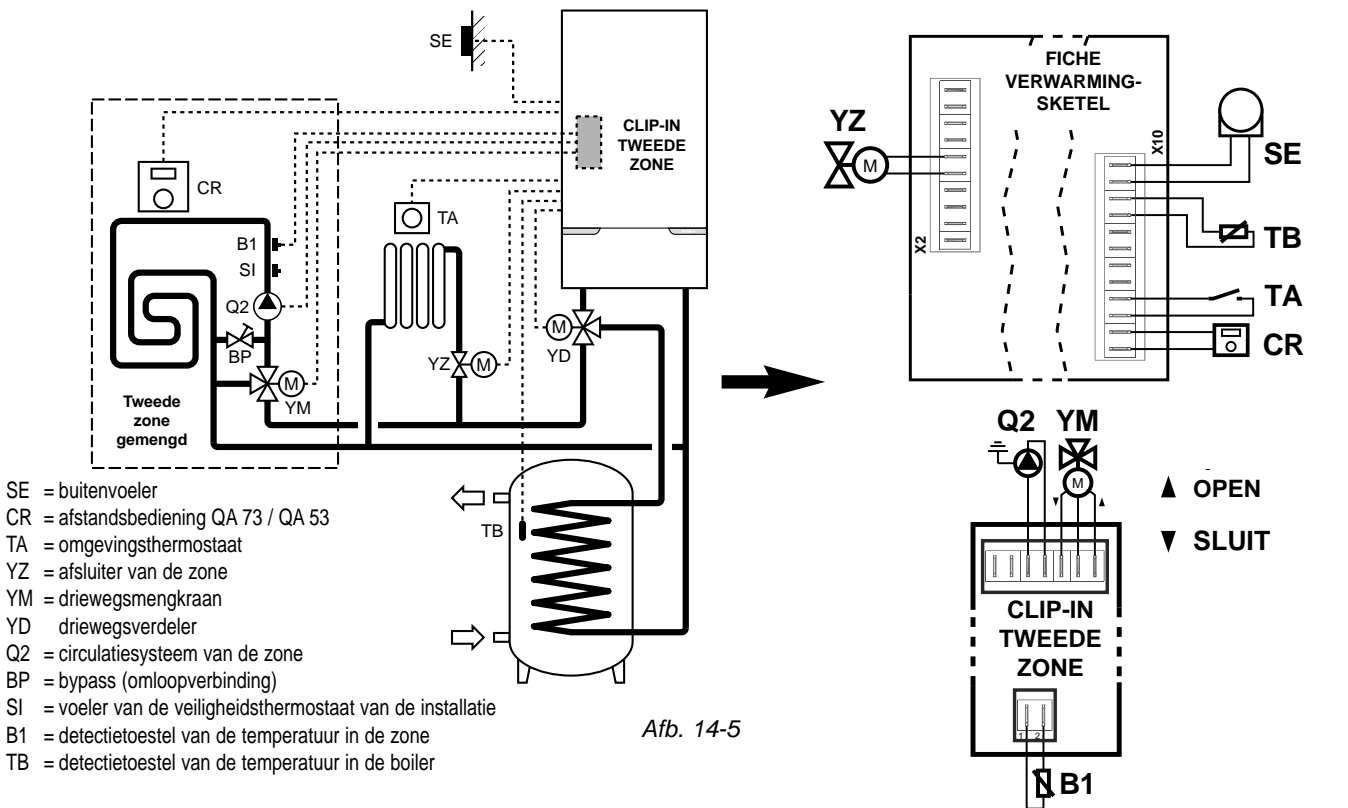 SE
CLIP-IN
TWEEDE
ZONE
CR
TA
B1
SI
Q2
BP
M
YM
YZ
M
M
YD
Tweede
zone
gemengd
TB
SE = buitenvoeler
CR = afstandsbediening QA 73 / QA 53
TA = omgevingsthermostaat
YZ = afsluiter van de zone
YM = driewegsmengkraan
YD driewegsverdeler
Q2 = circulatiesysteem van de zone
BP = bypass (omloopverbinding)
SI = voeler van de veiligheidsthermostaat van de installatie
B1 = detectietoestel van de temperatuur in de zone
TB = detectietoestel van de temperatuur in de boiler
Afb. 14-5
FICHE
VERWARMING-
SKETEL
YZ
M
X2
X10
SE
TB
TA
CR
Q2 YM
M
OPEN
SLUIT
CLIP-IN
TWEEDE
ZONE
1 2
B1